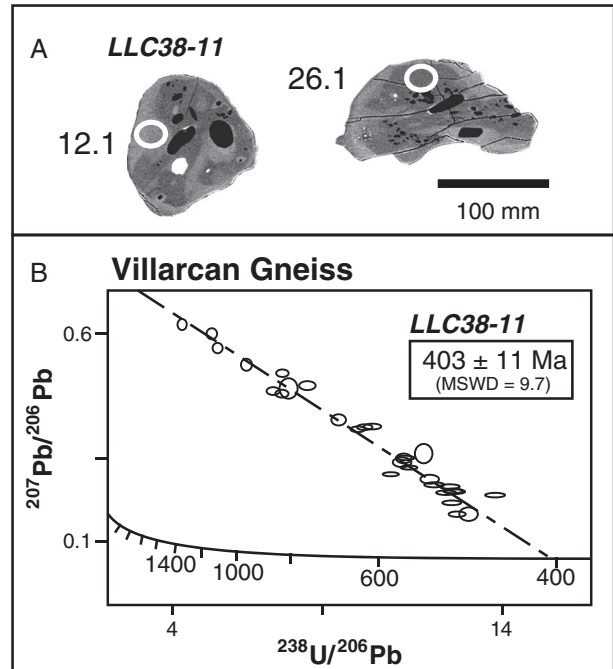 A
LLC38-11
12.1
26.1
100 mm
B Villarcan Gneiss
LLC38-11
403 ± 11 Ma
(MSWD = 9.7)
0.6
207Pb/206Pb
0.1
1400
1000
600
400
4
14
238U/206Pb